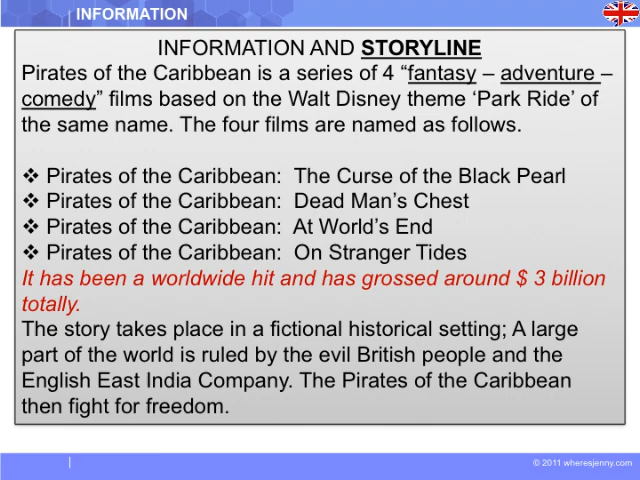 INFORMATION
INFORMATION AND STORYLINE
Pirates of the Caribbean is a series of 4 “fantasy – adventure –
comedy” films based on the Walt Disney theme ‘Park Ride’ of
the same name. The four films are named as follows.
❖ Pirates of the Caribbean:  The Curse of the Black Pearl
❖ Pirates of the Caribbean:  Dead Man’s Chest
❖ Pirates of the Caribbean:  At World’s End
❖ Pirates of the Caribbean:  On Stranger Tides
It has been a worldwide hit and has grossed around $ 3 billion
totally.
The story takes place in a fictional historical setting; A large
part of the world is ruled by the evil British people and the
English East India Company. The Pirates of the Caribbean
then fight for freedom.
© 2011 wheresjenny.com